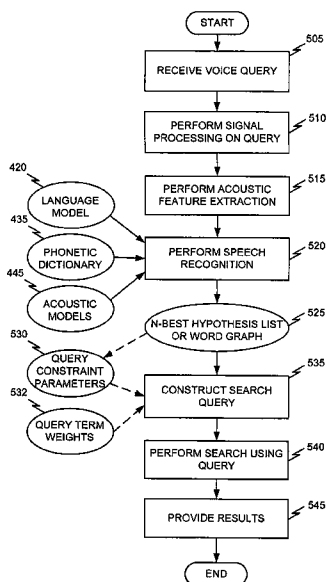 START
505
RECEIVE VOICE QUERY
510
PERFORM SIGNAL
PROCESSING ON QUERY
515
PERFORM ACOUSTIC
FEATURE EXTRACTION
420
LANGUAGE
MODEL
435
PHONETIC
DICTIONARY
445
ACOUSTIC
MODELS
520
PERFORM SPEECH
RECOGNITION
525
N-BEST HYPOTHESIS LIST
OR WORD GRAPH
530
QUERY
CONSTRAINT
PARAMETERS
532
QUERY TERM
WEIGHTS
535
CONSTRUCT SEARCH
QUERY
540
PERFORM SEARCH USING
QUERY
545
PROVIDE RESULTS
END